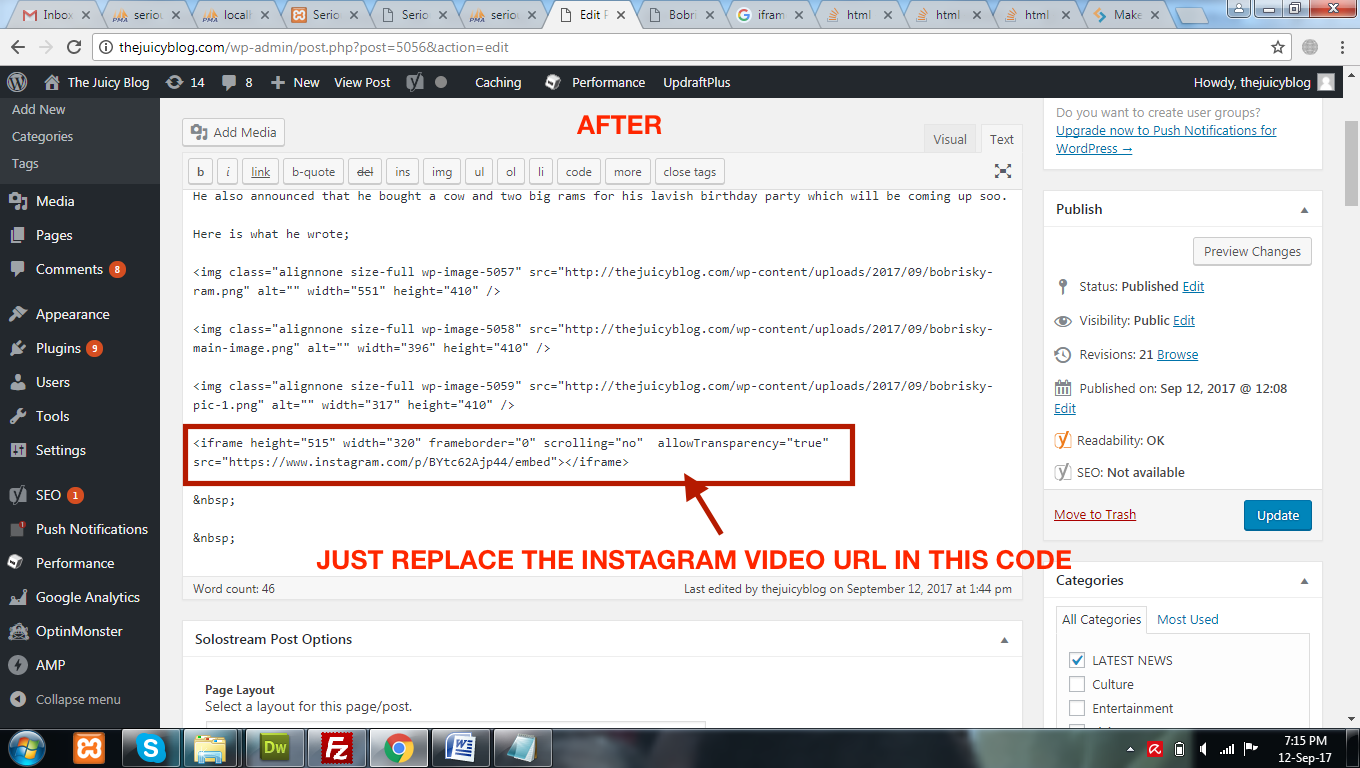 Inbox
seriou
localh
Serio
Serio
seriou
Edit P
Bobri
ifram
html
html
html
Make
thejuicyblog.com/wp-admin/post.php?post=5056&action=edit
The Juicy Blog
14
8
New
View Post
Caching
Performance
UpdraftPlus
Howdy, thejuicyblog
Add New
Categories
Tags
Media
Pages
Comments 8
Appearance
Plugins 9
Users
Tools
Settings
SEO 1
Push Notifications
Performance
Google Analytics
OptinMonster
AMP
Collapse menu
Add Media
AFTER
Visual
Text
b
i
link
b-quote
del
ins
img
ul
ol
li
code
more
close tags
He also announced that he bought a cow and two big rams for his lavish birthday party which will be coming up soo.
Here is what he wrote;
<img class="alignnone size-full wp-image-5057" src="http://thejuicyblog.com/wp-content/uploads/2017/09/bobrisky-
ram.png" alt="" width="551" height="410" />
<img class="alignnone size-full wp-image-5058" src="http://thejuicyblog.com/wp-content/uploads/2017/09/bobrisky-
main-image.png" alt="" width="396" height="410" />
<img class="alignnone size-full wp-image-5059" src="http://thejuicyblog.com/wp-content/uploads/2017/09/bobrisky-
pic-1.png" alt="" width="317" height="410" />
<iframe height="515" width="320" frameborder="0" scrolling="no"  allowTransparency="true"
src="https://www.instagram.com/p/BYtc62Ajp44/embed"></iframe>
&nbsp;
&nbsp;
JUST REPLACE THE INSTAGRAM VIDEO URL IN THIS CODE
Word count: 46
Last edited by thejuicyblog on September 12, 2017 at 1:44 pm
Solostream Post Options
Page Layout
Select a layout for this page/post.
Do you want to create user groups?
Upgrade now to Push Notifications for
WordPress →
Publish
Preview Changes
Status: Published Edit
Visibility: Public Edit
Revisions: 21 Browse
Published on: Sep 12, 2017 @ 12:08
Edit
Readability: OK
SEO: Not available
Move to Trash
Update
Categories
All Categories
Most Used
LATEST NEWS
Culture
Entertainment
Dw
Fz
7:15 PM
12-Sep-17